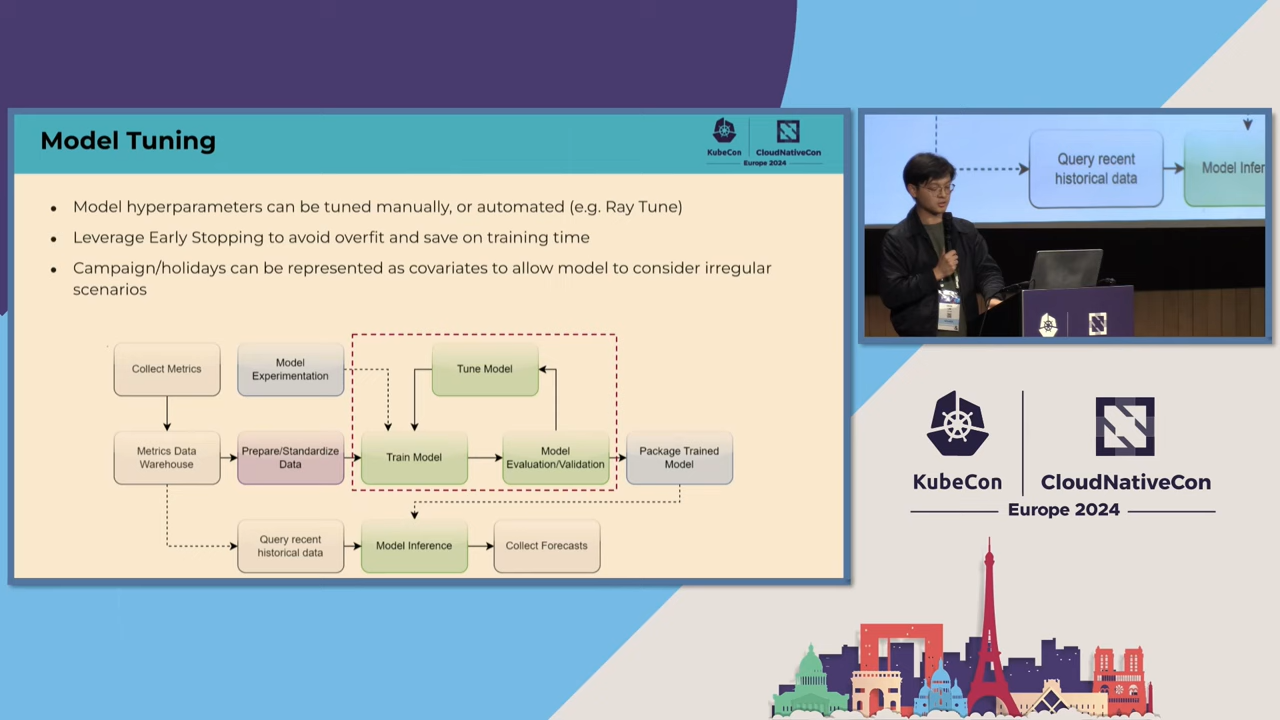 Model Tuning
KubeCon
CloudNativeCon
Europe 2024
• Model hyperparameters can be tuned manually, or automated (e.g. Ray Tune)
• Leverage Early Stopping to avoid overfit and save on training time
• Campaign/holidays can be represented as covariates to allow model to consider irregular
scenarios
Collect Metrics
Model
Experimentation
Tune Model
Metrics Data
Warehouse
Prepare/Standardize
Data
Train Model
Model
Evaluation/Validation
Package Trained
Model
Query recent
historical data
Model Inference
Collect Forecasts
Query recent
historical data
Model Infer
KubeCon
CloudNativeCon
Europe 2024